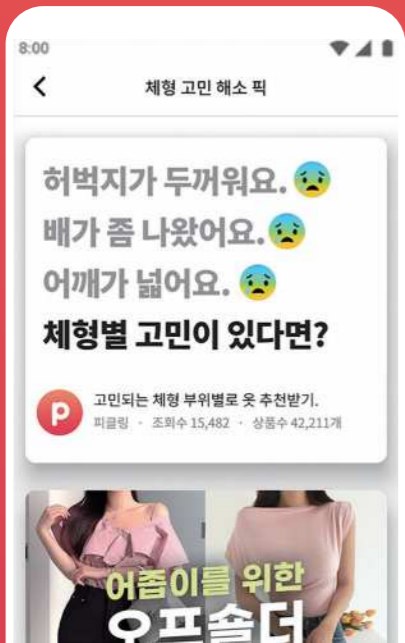 8:00
체형 고민 해소 픽
허벅지가 두꺼워요.
배가 좀 나왔어요.
어깨가 넓어요.
체형별 고민이 있다면?
P
고민되는 체형 부위별로 옷 추천받기.
피클링 · 조회수 15,482 · 상품수 42,211개
어좁이를 위한
오프숄더